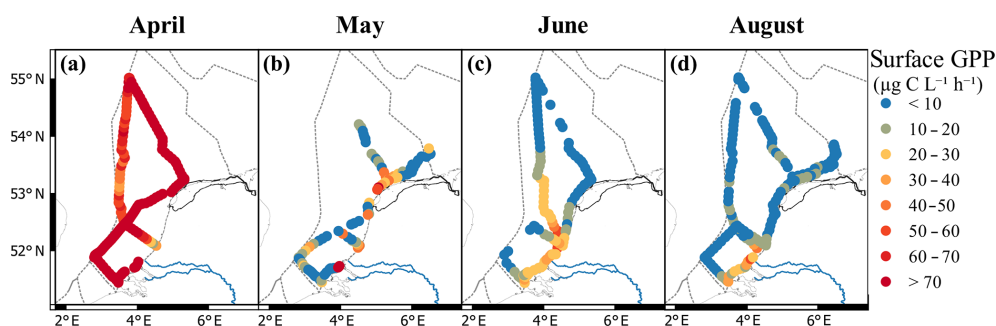 April May June August
(a) (b) (c) (d)
55° N
54° N
53° N
52° N
2° E 4° E 6° E 2° E 4° E 6° E 2° E 4° E 6° E 2° E 4° E 6° E
Surface GPP
(µg C L⁻¹ h⁻¹)
< 10
10 – 20
20 – 30
30 – 40
40 – 50
50 – 60
60 – 70
> 70